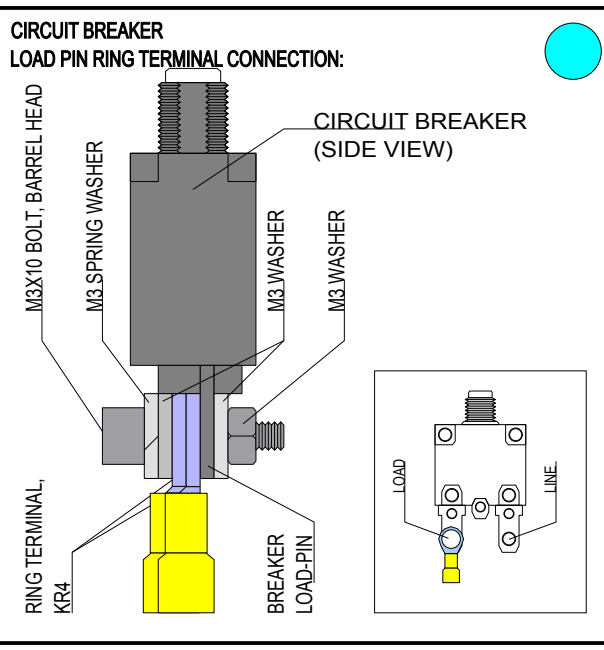 CIRCUIT BREAKER
LOAD PIN RING TERMINAL CONNECTION:
M3X10 BOLT, BARREL HEAD
M3 SPRING WASHER
M3 WASHER
M3 WASHER
CIRCUIT BREAKER
(SIDE VIEW)
RING TERMINAL,
KR4
BREAKER
LOAD-PIN
LOAD
LINE